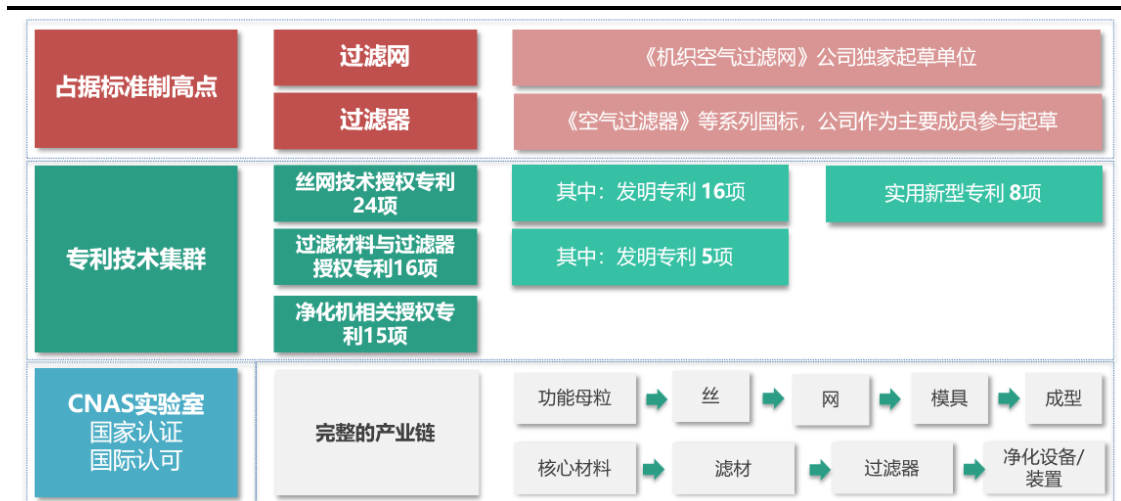 占据标准制高点
过滤网
《机织空气过滤网》公司独家起草单位
过滤器
《空气过滤器》等系列国标，公司作为主要成员参与起草
专利技术集群
丝网技术授权专利
24项
其中：发明专利 16项
实用新型专利 8项
过滤材料与过滤器
授权专利16项
其中：发明专利 5项
净化机相关授权专
利15项
CNAS实验室
国家认证
国际认可
完整的产业链
功能母粒
丝
网
模具
成型
核心材料
滤材
过滤器
净化设备/
装置